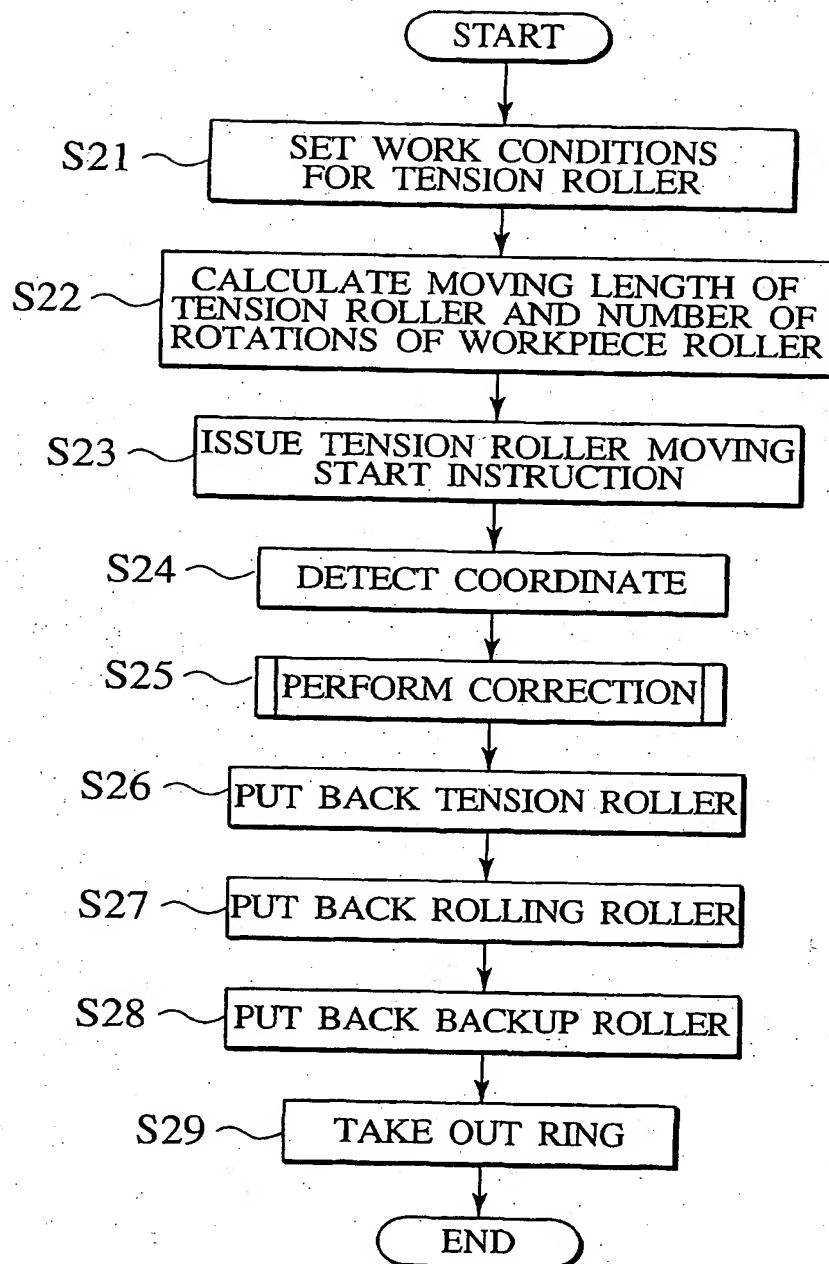 START
S21
SET WORK CONDITIONS
FOR TENSION ROLLER
S22
CALCULATE MOVING LENGTH OF
TENSION ROLLER AND NUMBER OF
ROTATIONS OF WORKPIECE ROLLER
S23
ISSUE TENSION ROLLER MOVING
START INSTRUCTION
S24
DETECT COORDINATE
S25
PERFORM CORRECTION
S26
PUT BACK TENSION ROLLER
S27
PUT BACK ROLLING ROLLER
S28
PUT BACK BACKUP ROLLER
S29
TAKE OUT RING
END